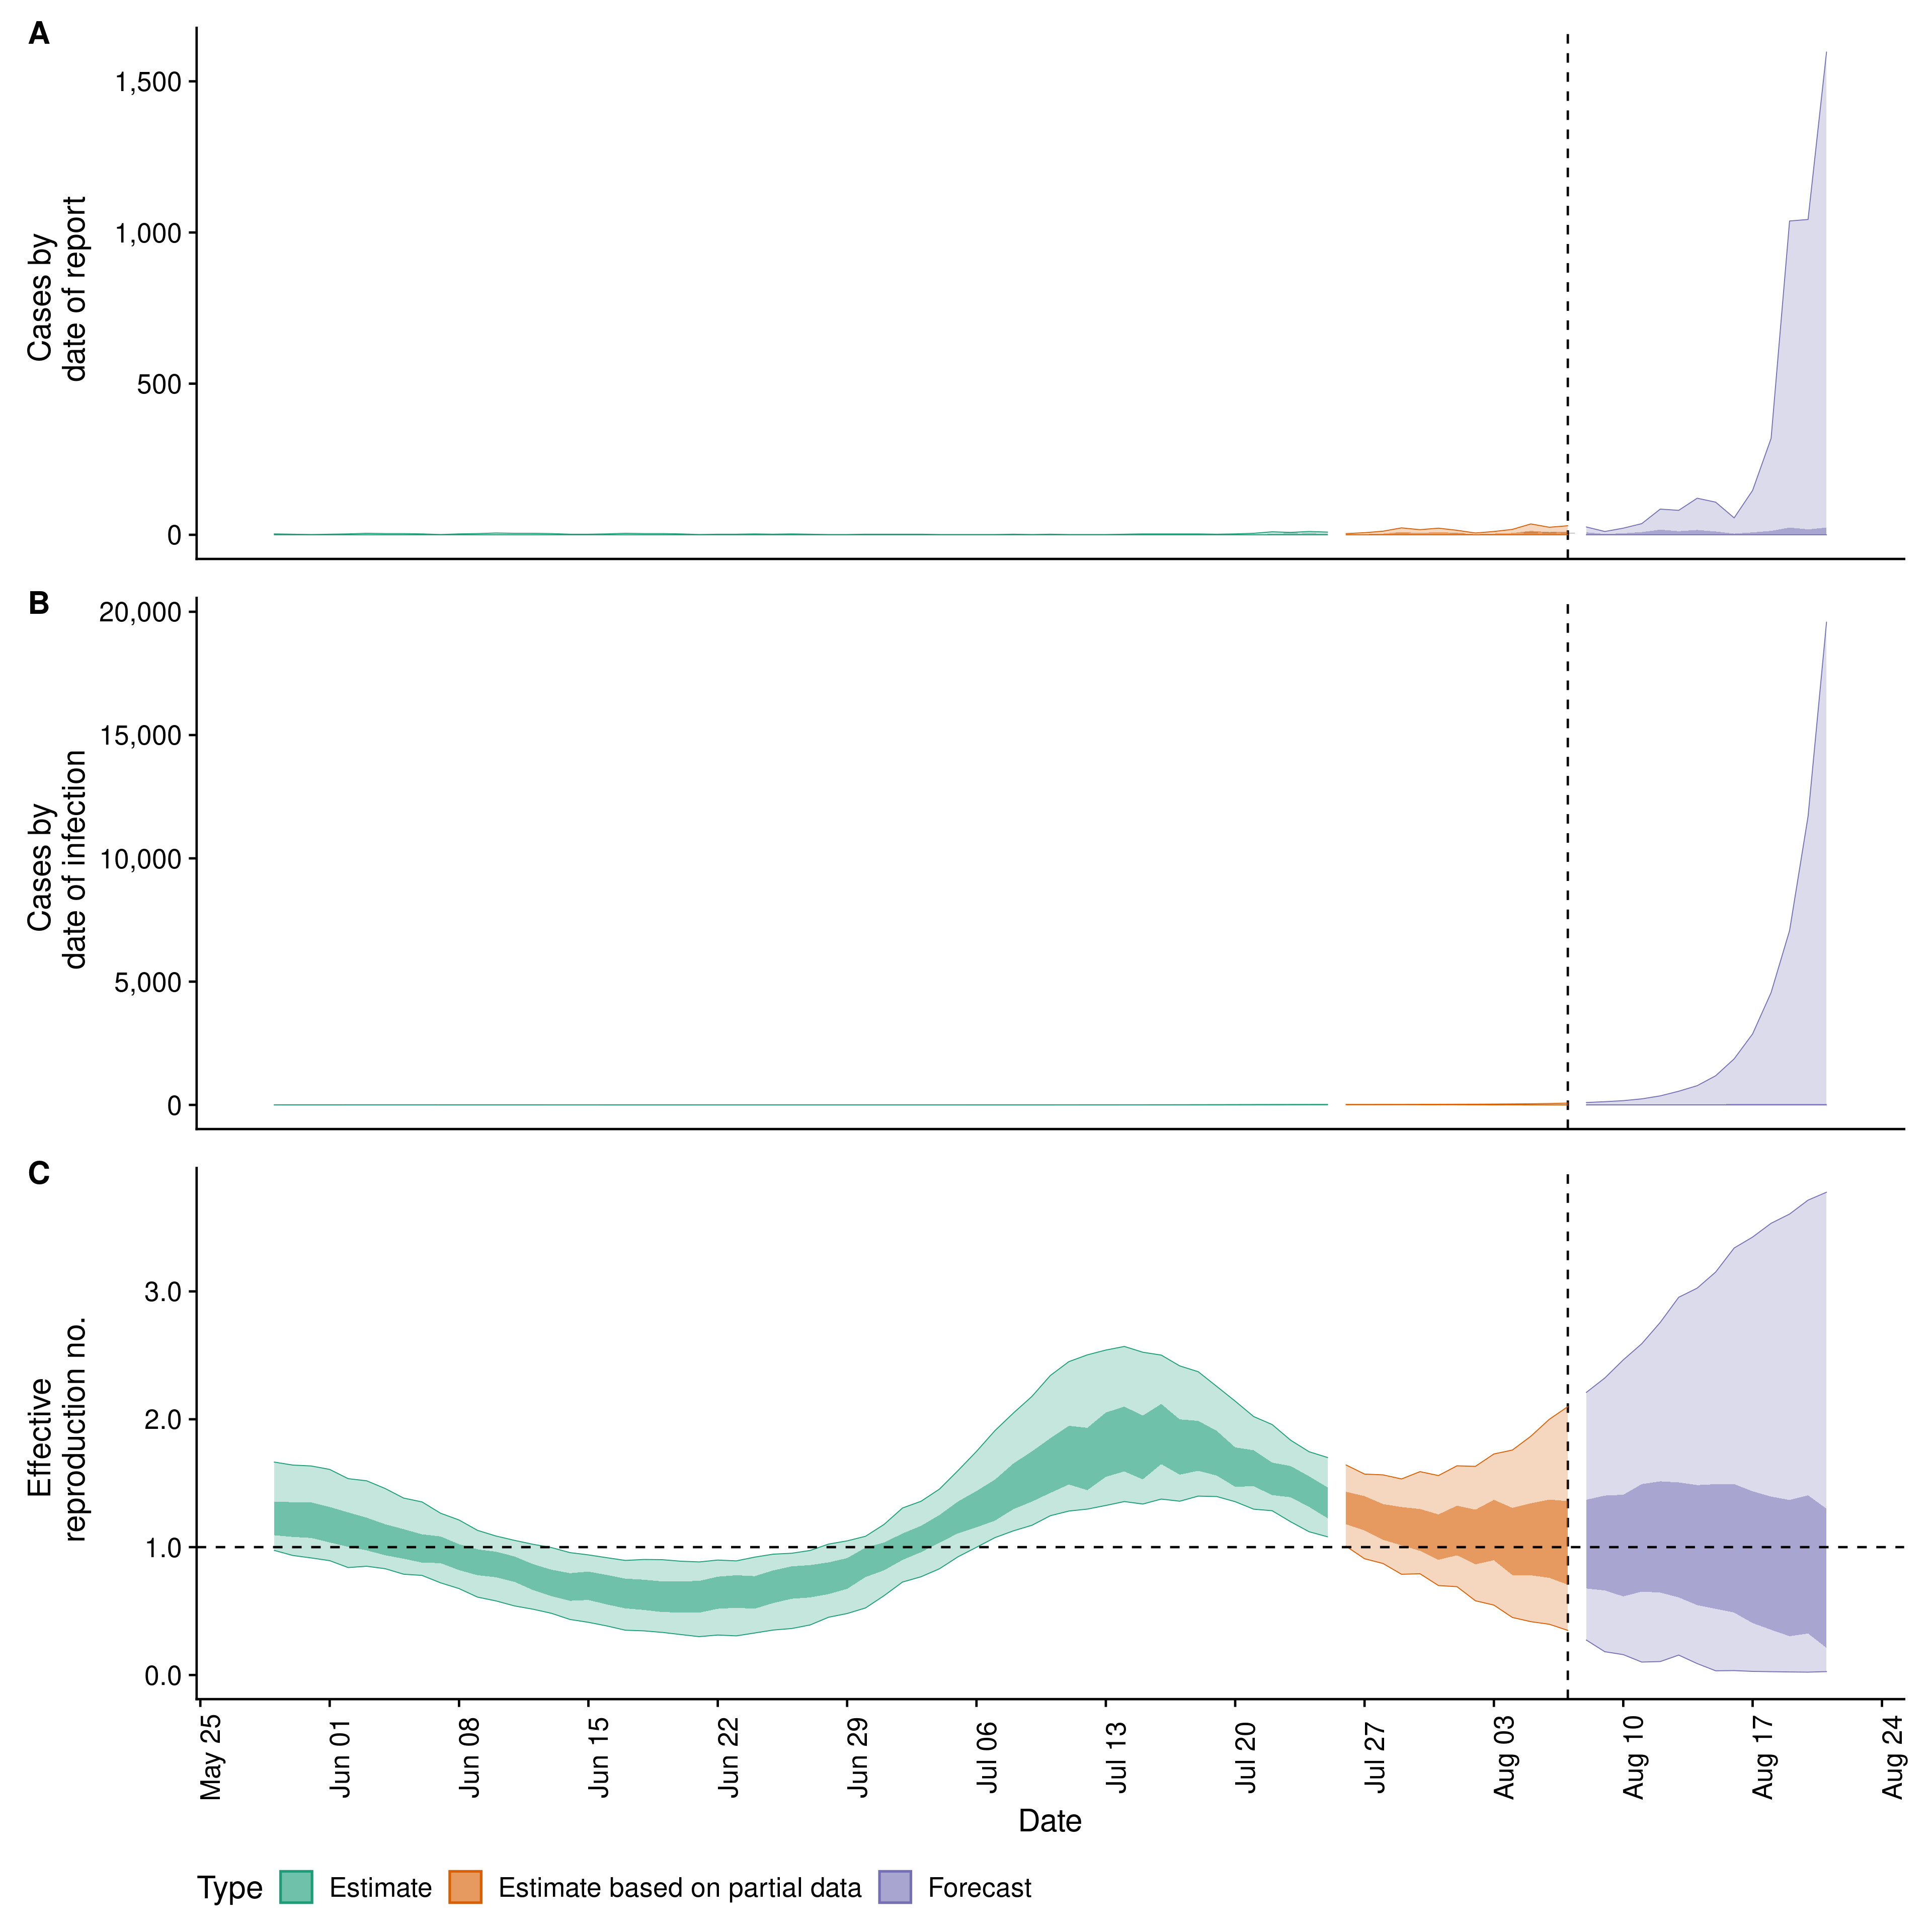 A
Cases by
date of report
1,500
1,000
500
0
B
Cases by
date of infection
20,000
15,000
10,000
5,000
0
C
Effective
reproduction no.
3.0
2.0
1.0
0.0
May 25
Jun 01
Jun 08
Jun 15
Jun 22
Jun 29
Jul 06
Jul 13
Jul 20
Jul 27
Aug 03
Aug 10
Aug 17
Aug 24
Date
Type Estimate Estimate based on partial data Forecast